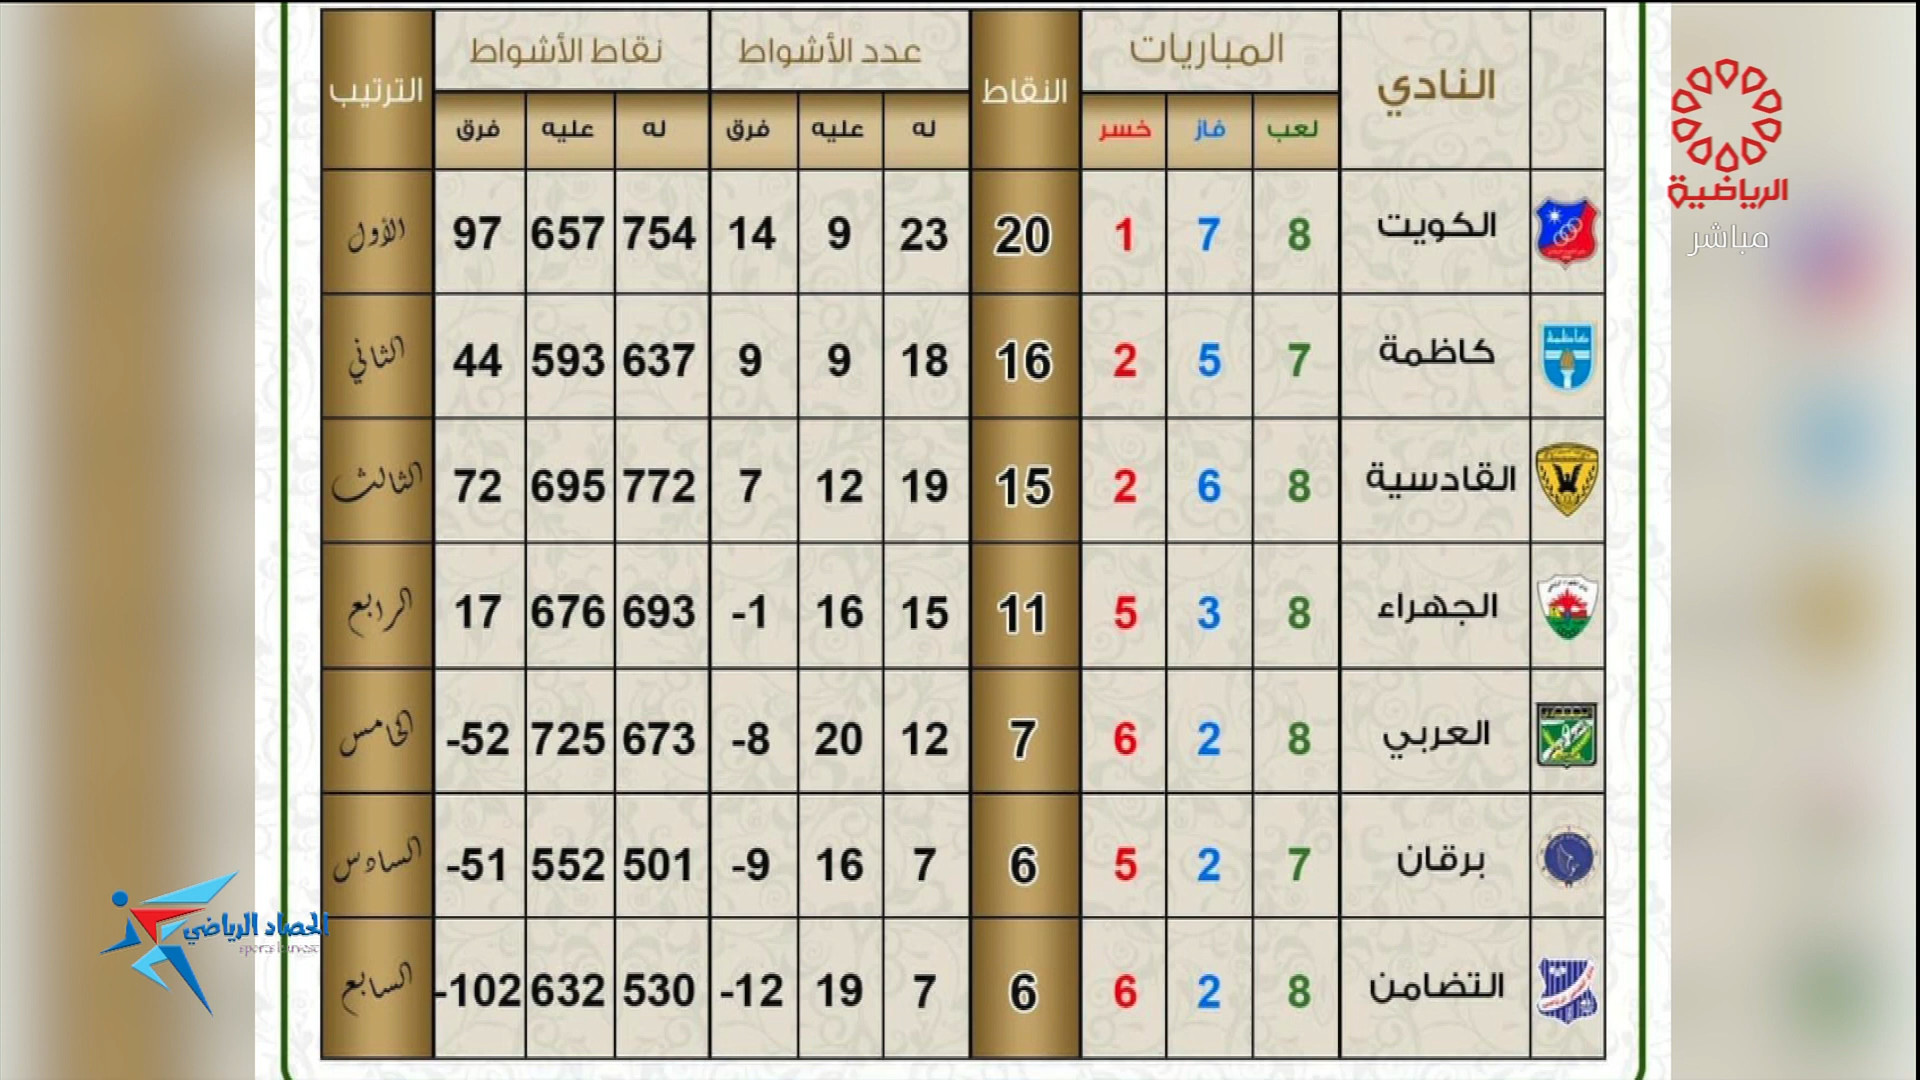 النادي المباريات النقاط عدد الأشواط نقاط الأشواط الترتيب
لعب فاز خسر له عليه فرق له عليه فرق
الكويت 8 7 1 20 23 9 14 754 657 97 الأول
كاظمة 7 5 2 16 18 9 9 637 593 44 الثاني
القادسية 8 6 2 15 19 12 7 772 695 72 الثالث
الجهراء 8 3 5 11 15 16 -1 693 676 17 الرابع
العربي 8 2 6 7 12 20 -8 673 725 -52 الخامس
برقان 7 2 5 6 7 16 -9 501 552 -51 السادس
التضامن 8 2 6 6 7 19 -12 530 632 -102 السابع
الرياضية
مباشر
الحصاد الرياضي
كاظمة